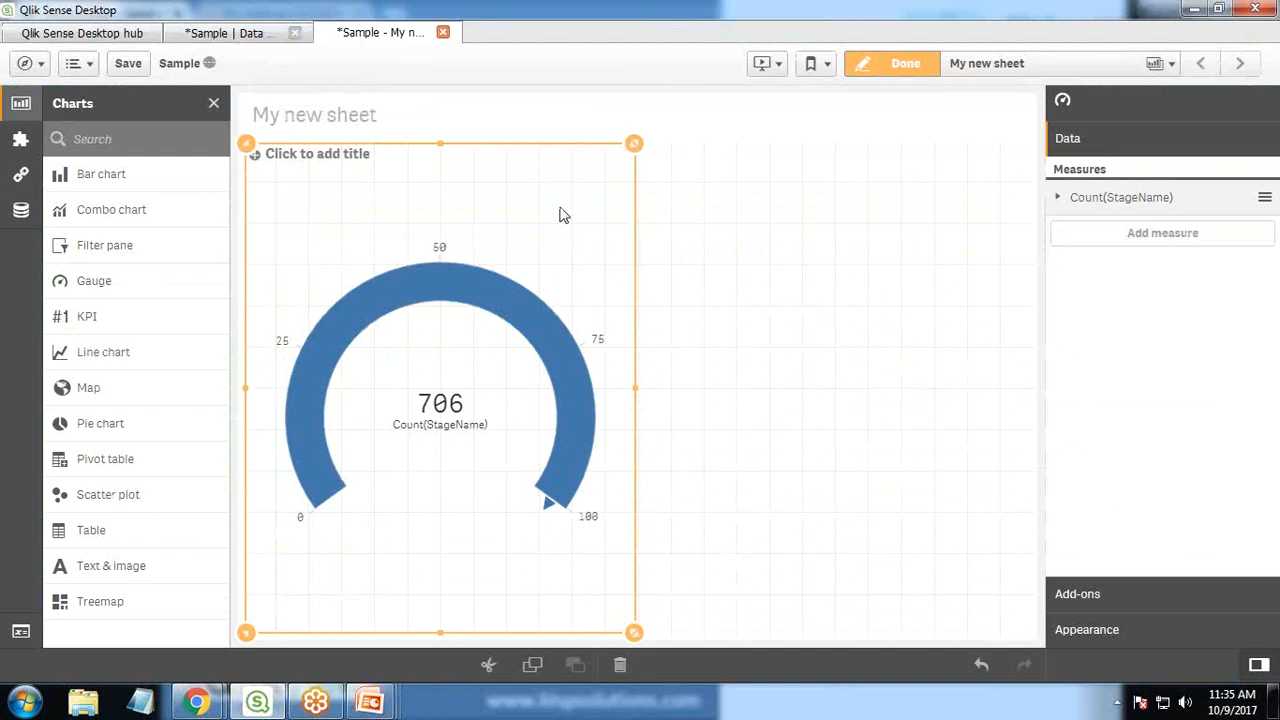 Qlik Sense Desktop
Qlik Sense Desktop hub
*Sample | Data ...
*Sample - My n...
Save
Sample
Done
My new sheet
Charts
Search
Bar chart
Combo chart
Filter pane
Gauge
#1 KPI
Line chart
Map
Pie chart
Pivot table
Scatter plot
Table
A Text & image
Treemap
My new sheet
Click to add title
50
25
75
706
Count(StageName)
0
100
Data
Measures
Count(StageName)
Add measure
Add-ons
Appearance
11:35 AM
10/9/2017